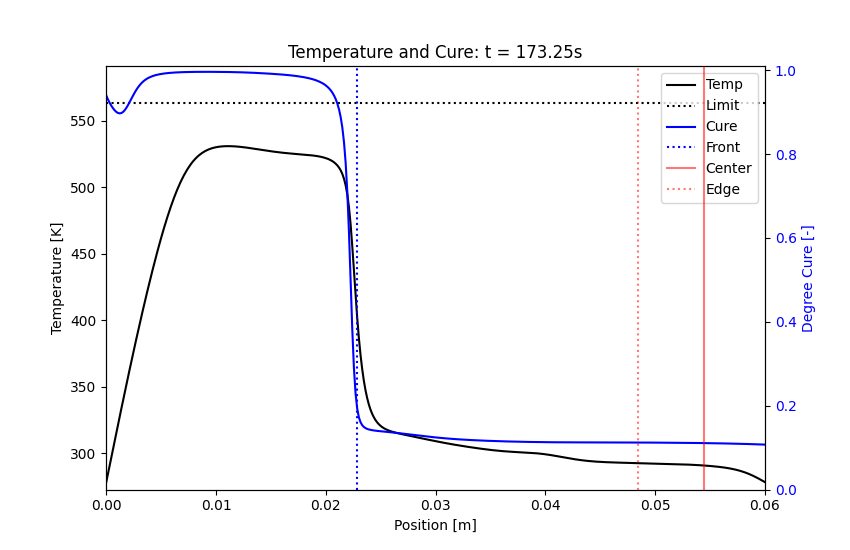 Temperature and Cure: t = 173.25s
Temperature [K]
550
500
450
400
350
300
Temp
Limit
Cure
Front
Center
Edge
1.0
0.8
0.6
0.4
0.2
0.0
Degree Cure [-]
0.00
0.01
0.02
0.03
0.04
0.05
0.06
Position [m]